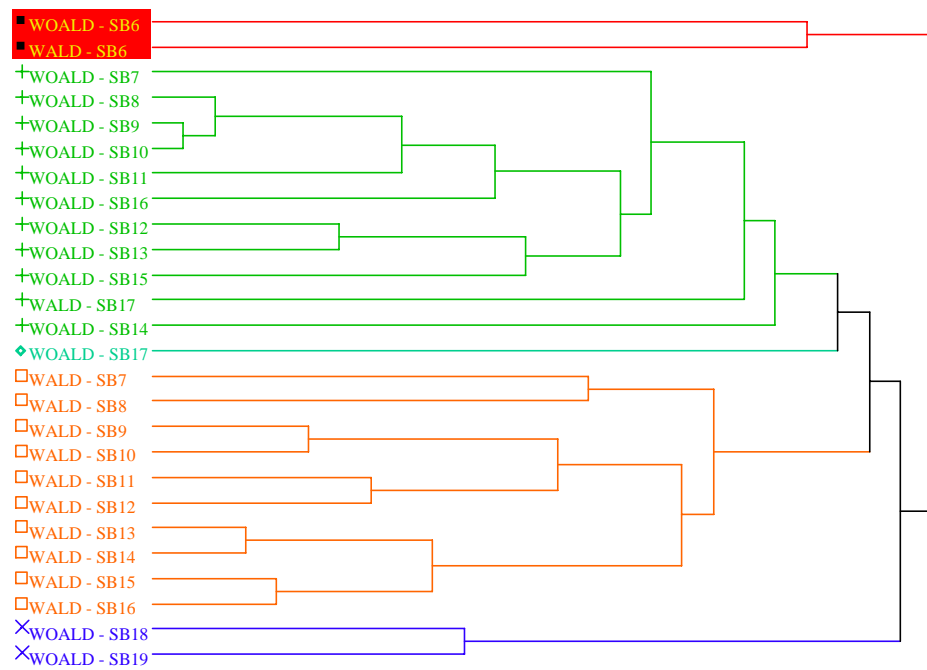 WOALD - SB6
WALD - SB6
WOALD - SB7
WOALD - SB8
WOALD - SB9
WOALD - SB10
WOALD - SB11
WOALD - SB16
WOALD - SB12
WOALD - SB13
WOALD - SB15
WALD - SB17
WOALD - SB14
WOALD - SB17
WALD - SB7
WALD - SB8
WALD - SB9
WALD - SB10
WALD - SB11
WALD - SB12
WALD - SB13
WALD - SB14
WALD - SB15
WALD - SB16
WOALD - SB18
WOALD - SB19